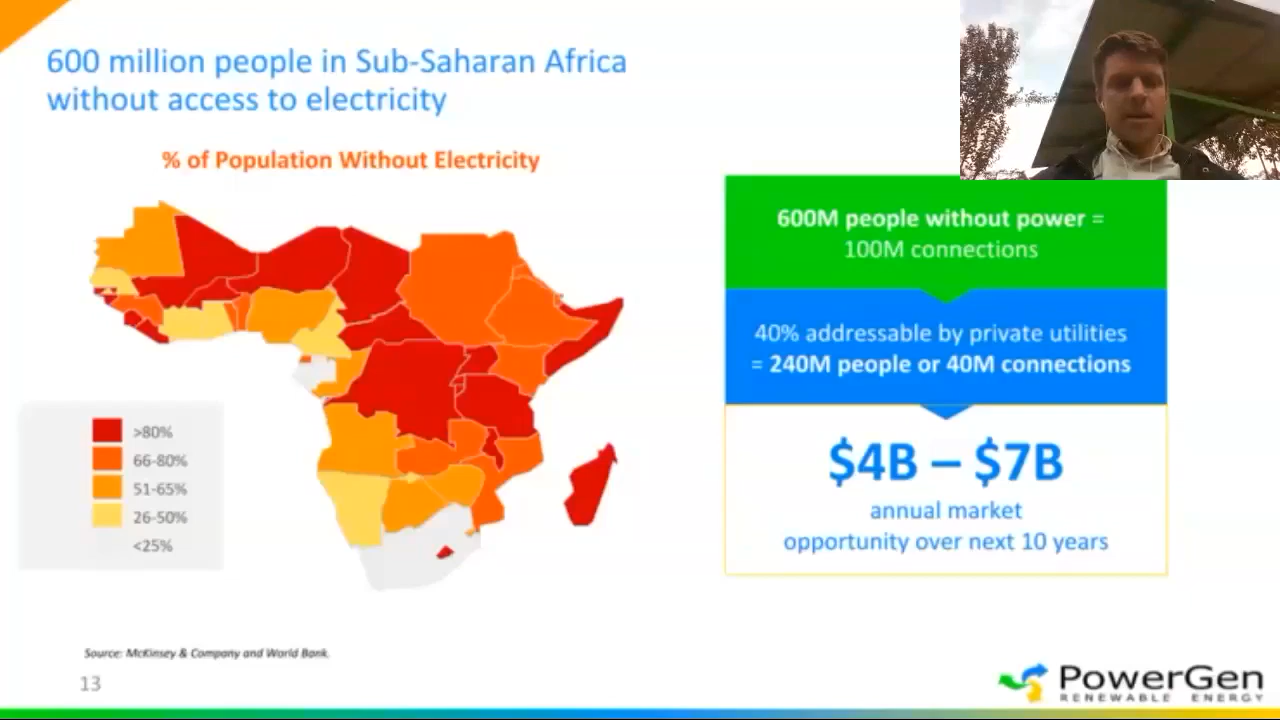 600 million people in Sub-Saharan Africa
without access to electricity
% of Population Without Electricity
>80%
66-80%
51-65%
26-50%
<25%
600M people without power =
100M connections
40% addressable by private utilities
= 240M people or 40M connections
$4B – $7B
annual market
opportunity over next 10 years
Source: McKinsey & Company and World Bank.
13
PowerGen
RENEWABLE ENERGY